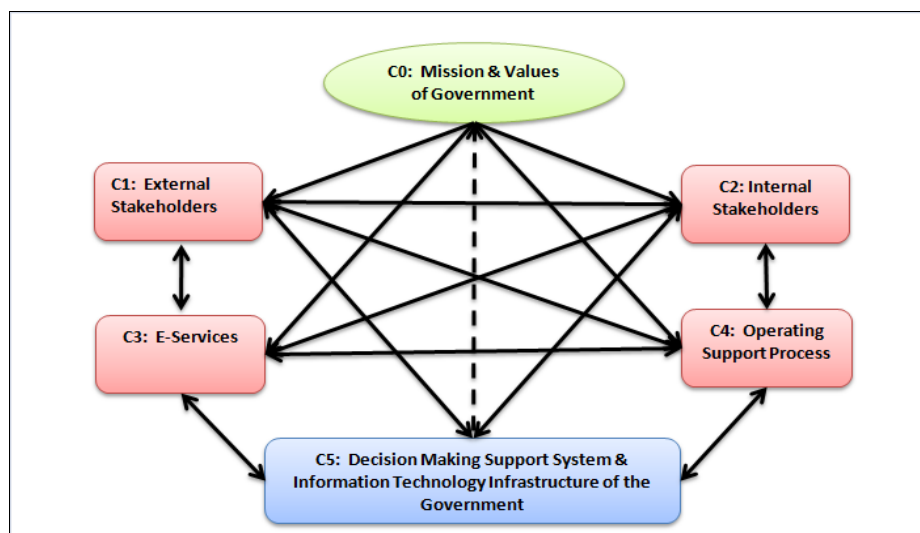 C0:  Mission & Values
of Government
C1:  External
Stakeholders
C2: Internal
Stakeholders
C3:  E-Services
C4:  Operating
Support Process
C5:  Decision Making Support System &
Information Technology Infrastructure of the
Government